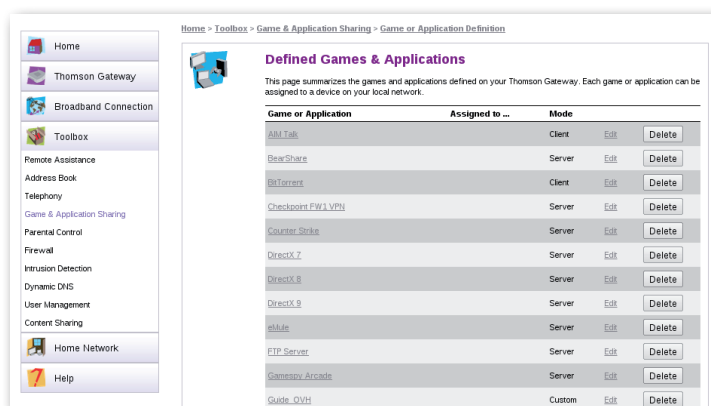 Home > Toolbox > Game & Application Sharing > Game or Application Definition
Home
Thomson Gateway
Broadband Connection
Toolbox
Remote Assistance
Address Book
Telephony
Game & Application Sharing
Parental Control
Firewall
Intrusion Detection
Dynamic DNS
User Management
Content Sharing
Home Network
Help
Defined Games & Applications
This page summarizes the games and applications defined on your Thomson Gateway. Each game or application can be
assigned to a device on your local network.
Game or Application Assigned to ... Mode
AIM Talk Client Edit Delete
BearShare Server Edit Delete
BitTorrent Client Edit Delete
Checkpoint FW1 VPN Server Edit Delete
Counter Strike Server Edit Delete
DirectX 7 Server Edit Delete
DirectX 8 Server Edit Delete
DirectX 9 Server Edit Delete
eMule Server Edit Delete
FTP Server Server Edit Delete
Gamespy Arcade Server Edit Delete
Guide_OVH Custom Edit Delete